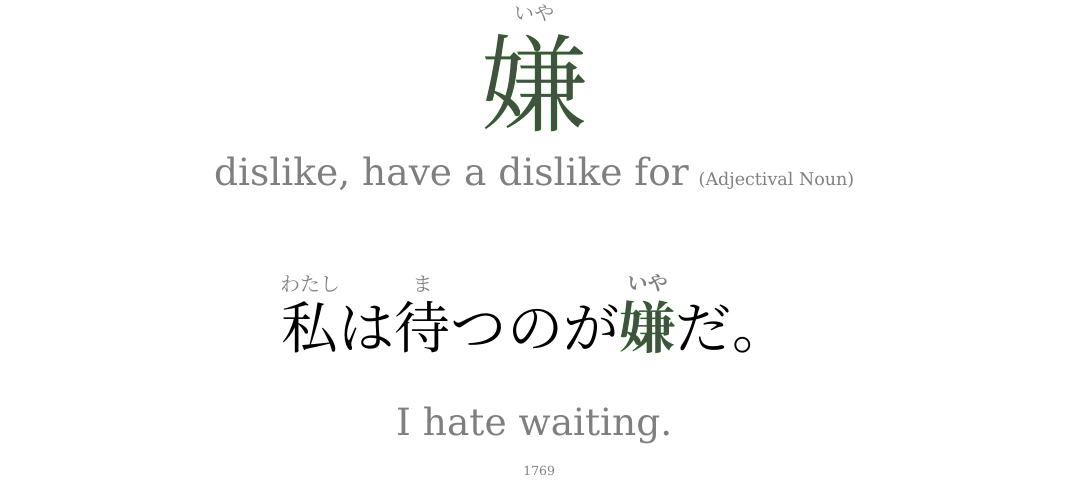 いや
嫌
dislike, have a dislike for (Adjectival Noun)
わたし ま いや
私は待つのが嫌だ。
I hate waiting.
1769